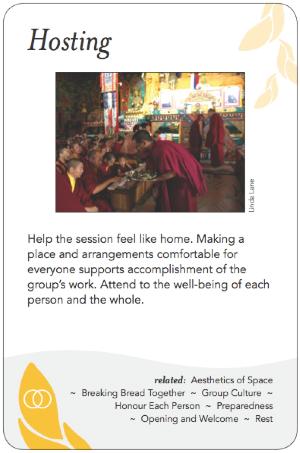 Hosting
Linda Lane
Help the session feel like home. Making a
place and arrangements comfortable for
everyone supports accomplishment of the
group's work. Attend to the well-being of each
person and the whole.
related: Aesthetics of Space
~ Breaking Bread Together ~ Group Culture ~
Honour Each Person ~ Preparedness
~ Opening and Welcome ~ Rest